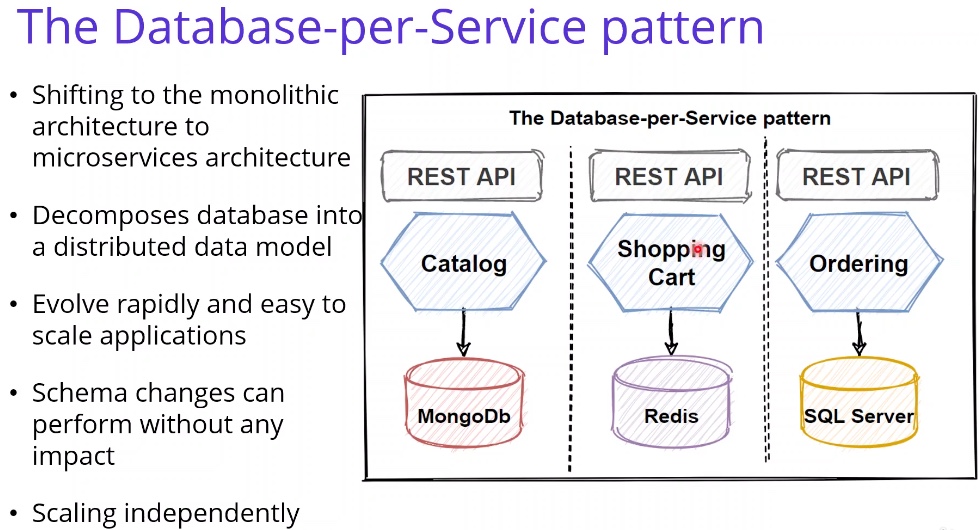 The Database-per-Service pattern
• Shifting to the monolithic
architecture to
microservices architecture
• Decomposes database into
a distributed data model
• Evolve rapidly and easy to
scale applications
• Schema changes can
perform without any
impact
• Scaling independently
The Database-per-Service pattern
REST API
REST API
REST API
Catalog
Shopping
Cart
Ordering
MongoDb
Redis
SQL Server